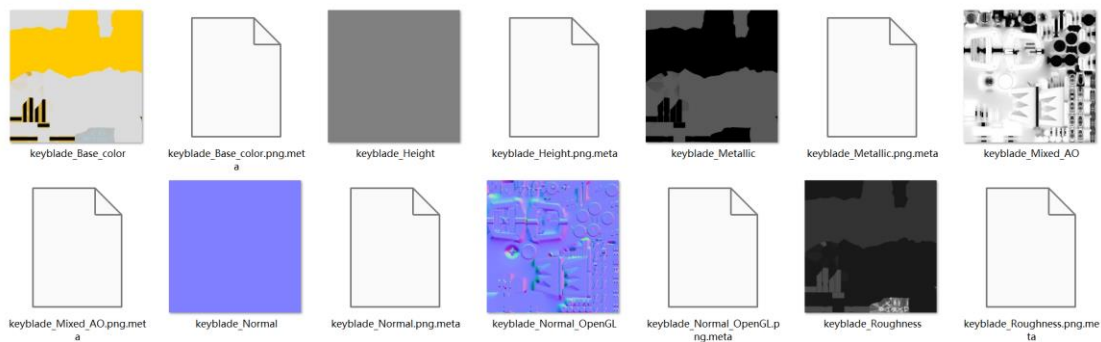 keyblade_Base_color
keyblade_Base_color.png.met
a
keyblade_Height
keyblade_Height.png.meta
keyblade_Metallic
keyblade_Metallic.png.meta
keyblade_Mixed_AO
keyblade_Mixed_AO.png.met
a
keyblade_Normal
keyblade_Normal.png.meta
keyblade_Normal_OpenGL
keyblade_Normal_OpenGL.p
ng.meta
keyblade_Roughness
keyblade_Roughness.png.me
ta